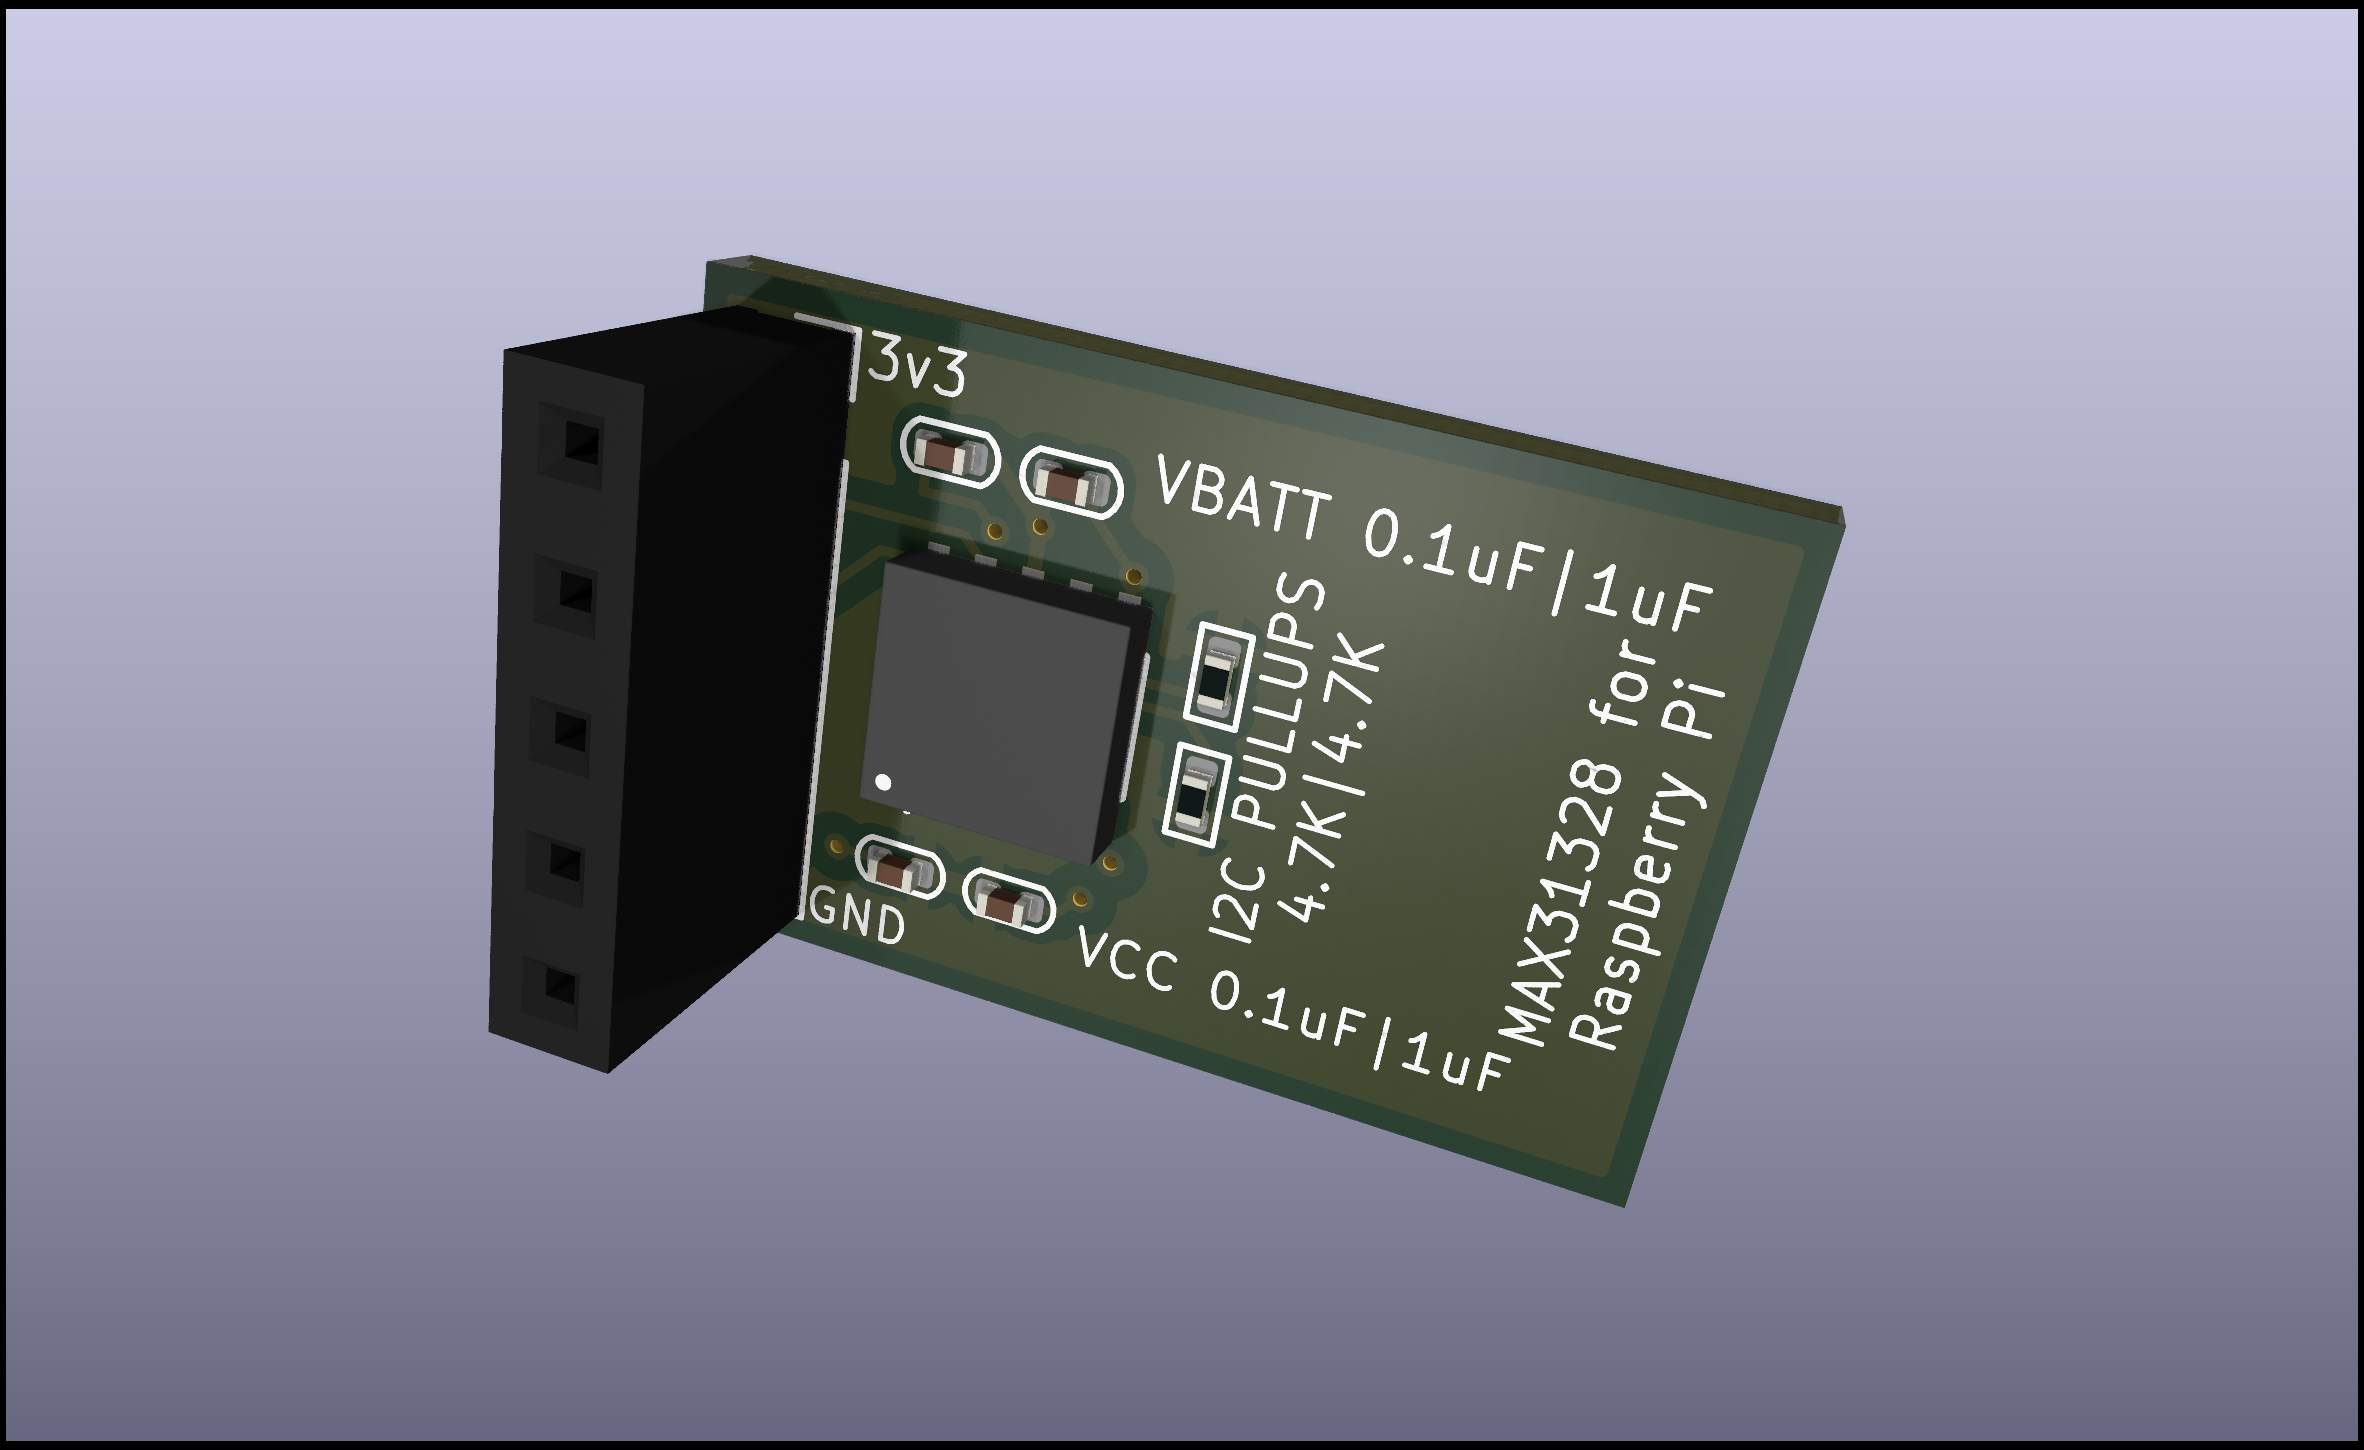 3v3
VBATT 0.1uF|1uF
I2C PULLUPS
4.7K|4.7K
MAX31328 for
Raspberry Pi
GND
VCC 0.1uF|1uF